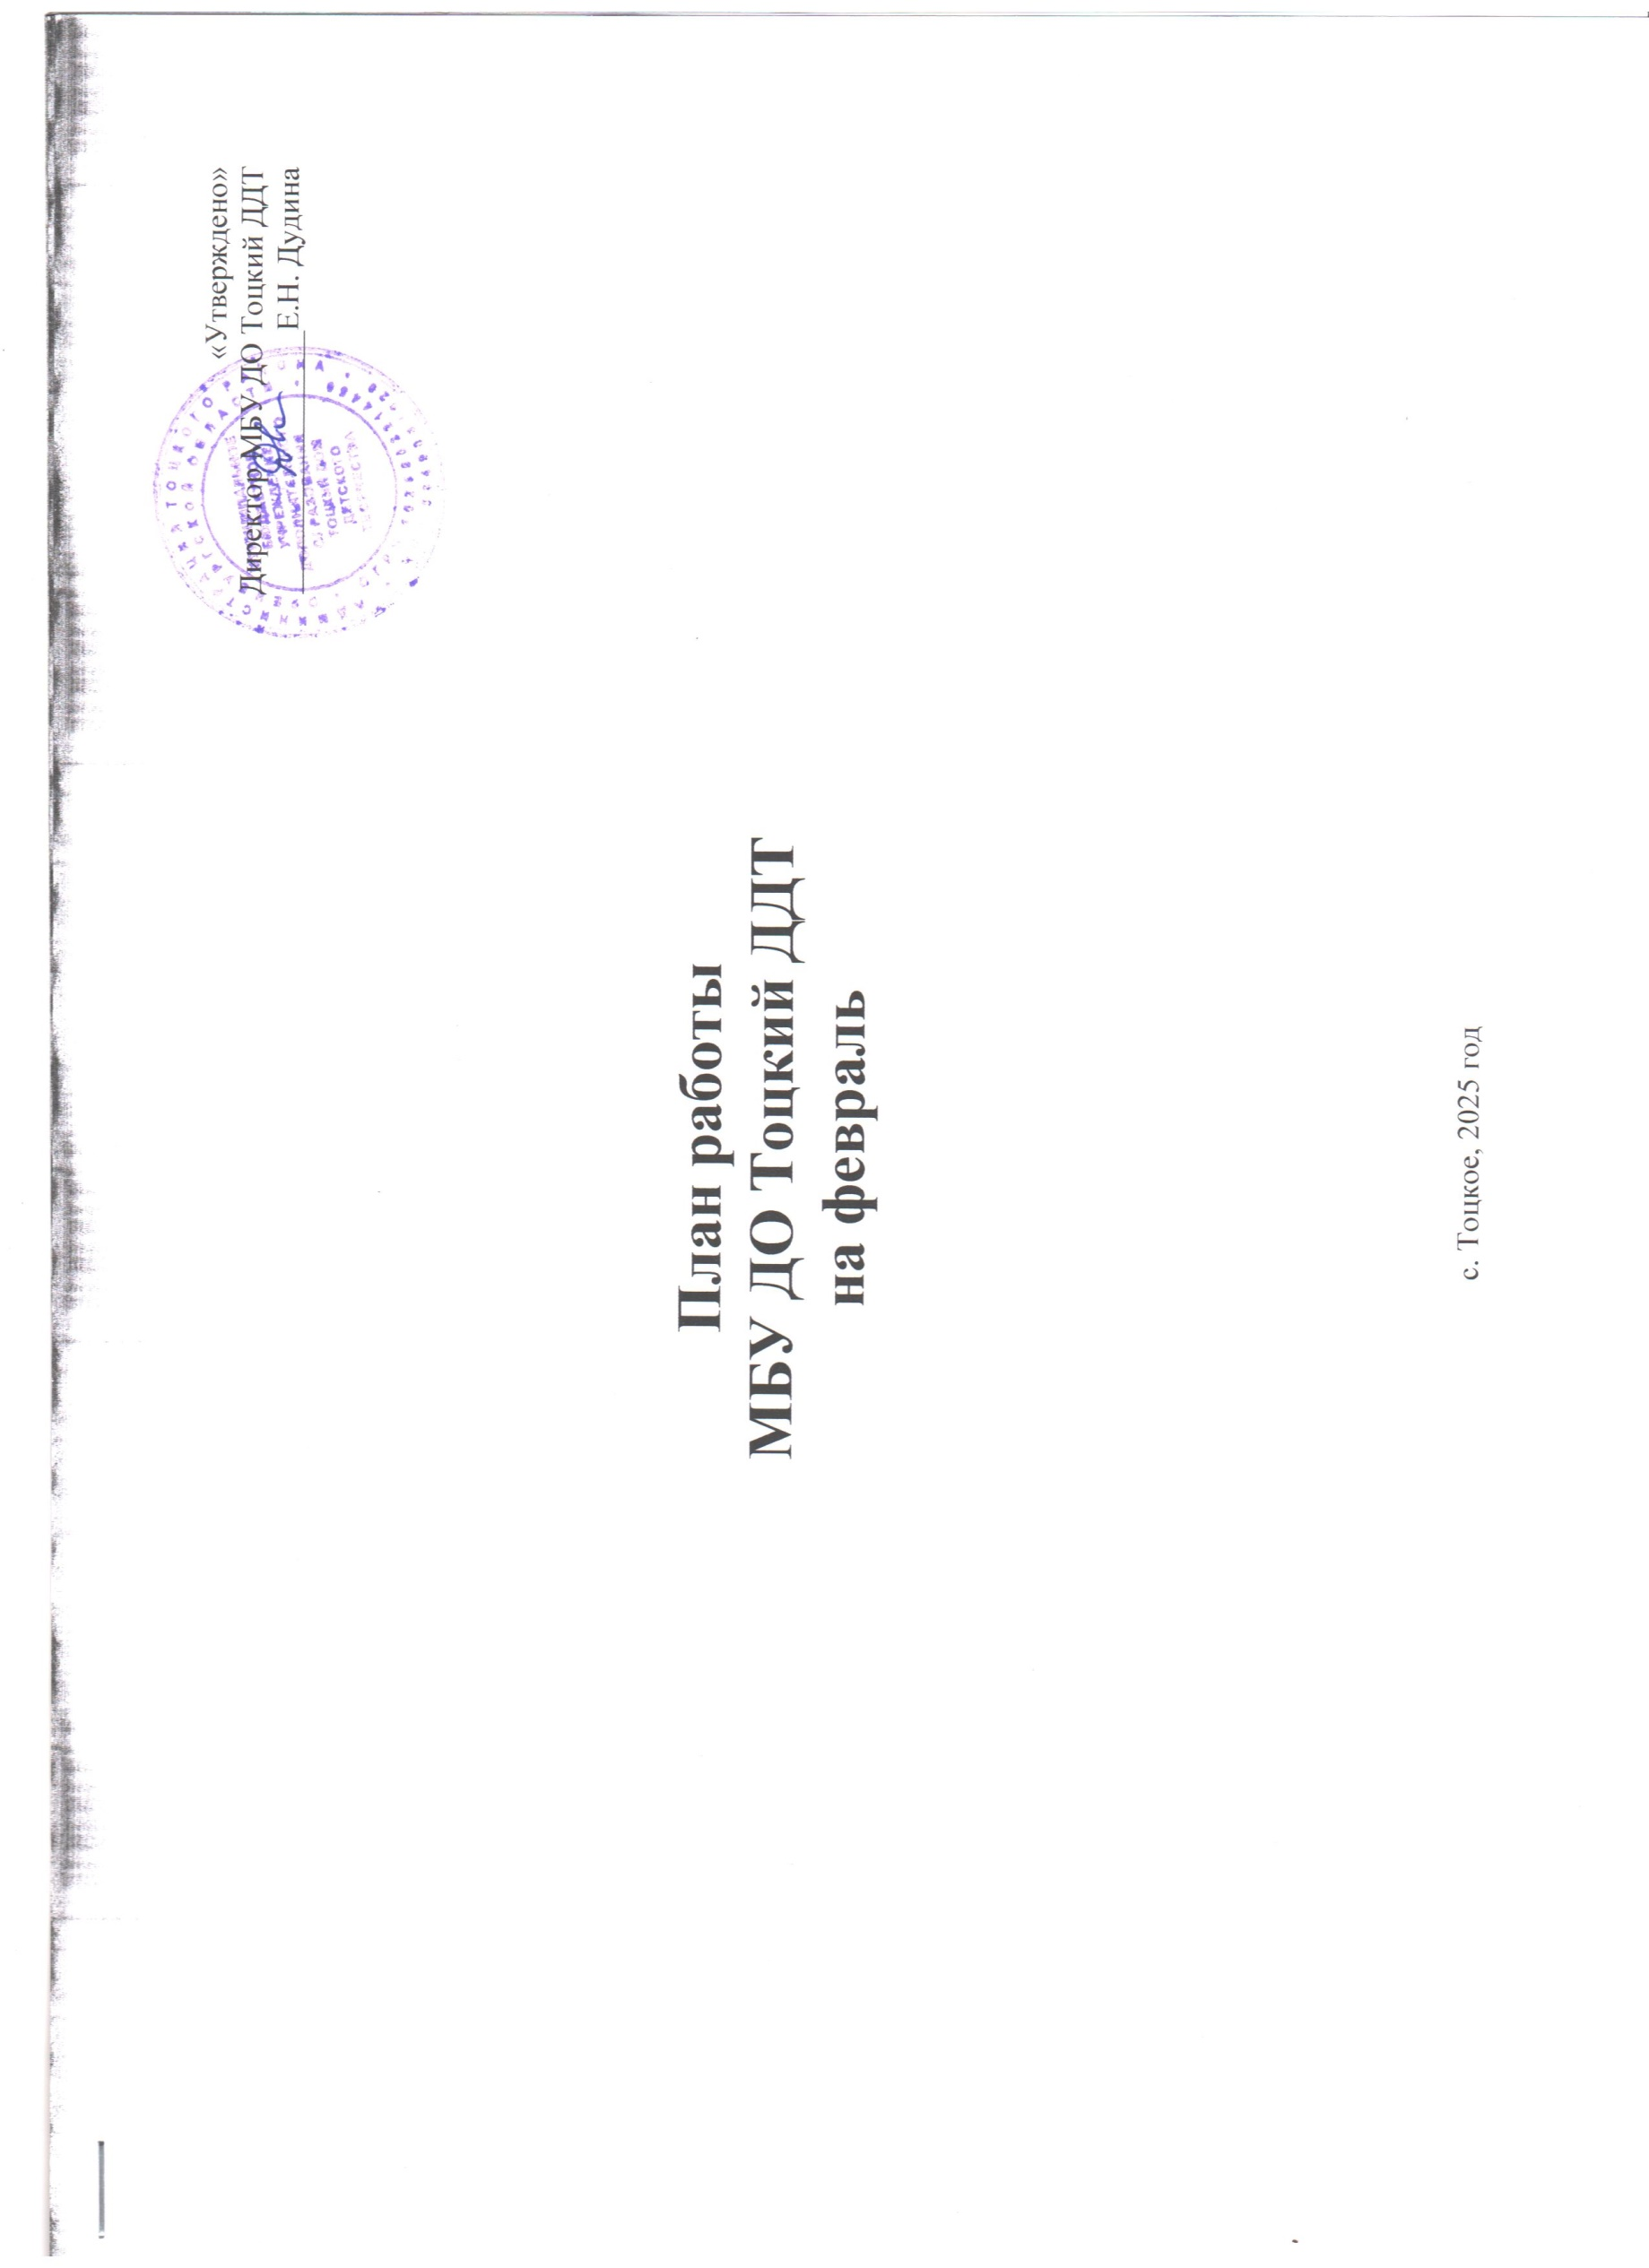 «Утверждено»
Директор МБУ ДО Тоцкий ДДТ
Е.Н. Дудина
План работы
МБУ ДО Тоцкий ДДТ
на февраль
с. Тоцкое, 2025 год